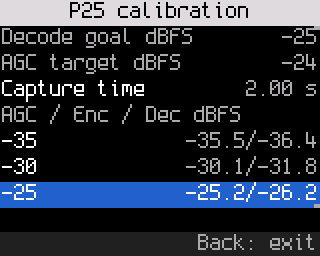 P25 calibration
Decode goal dBFS -25
AGC target dBFS -24
Capture time 2.00 s
AGC / Enc / Dec dBFS
-35 -35.5/-36.4
-30 -30.1/-31.8
-25 -25.2/-26.2
Back: exit